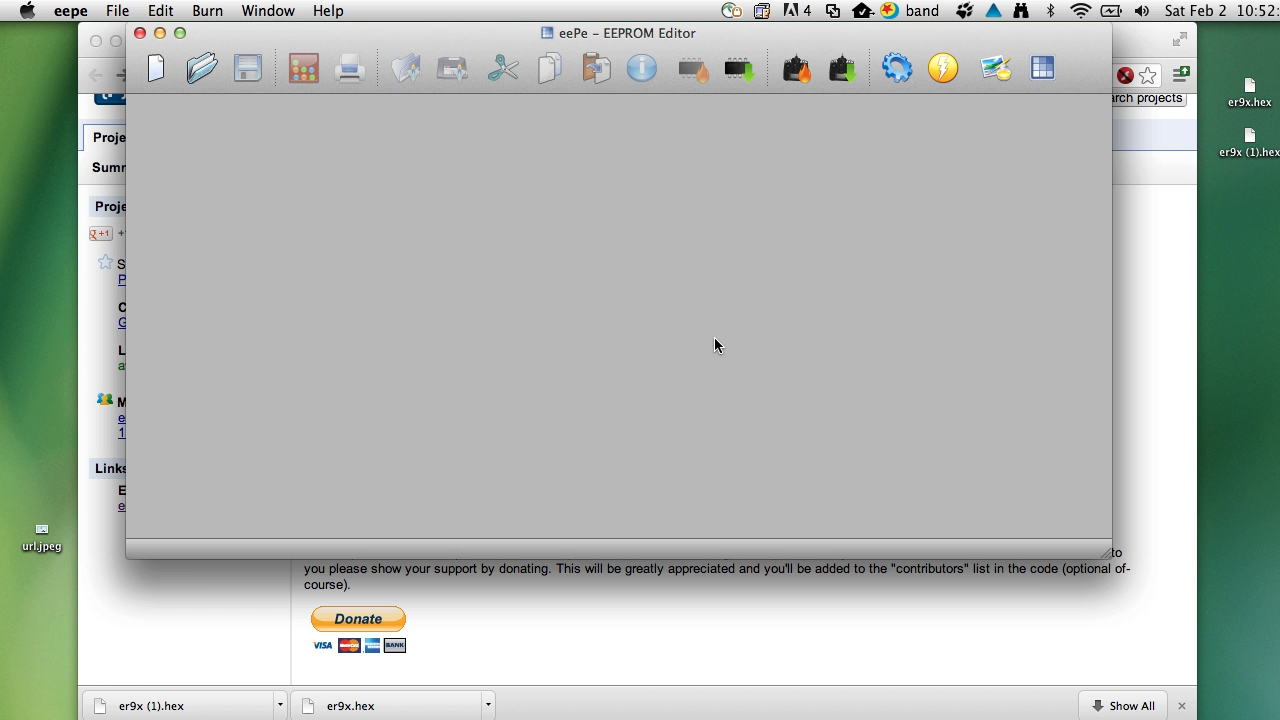 eepe File Edit Burn Window Help 4 band Sat Feb 2 10:52:
eePe – EEPROM Editor
arch projects
Proje
Summ
Proje
+1
S
P
C
G
L
a
M
e
1
Links
E
e
er9x.hex
er9x (1).hex
url.jpeg
to
you please show your support by donating. This will be greatly appreciated and you'll be added to the "contributors" list in the code (optional of-
course).
Donate
VISA BANK
er9x (1).hex er9x.hex Show All